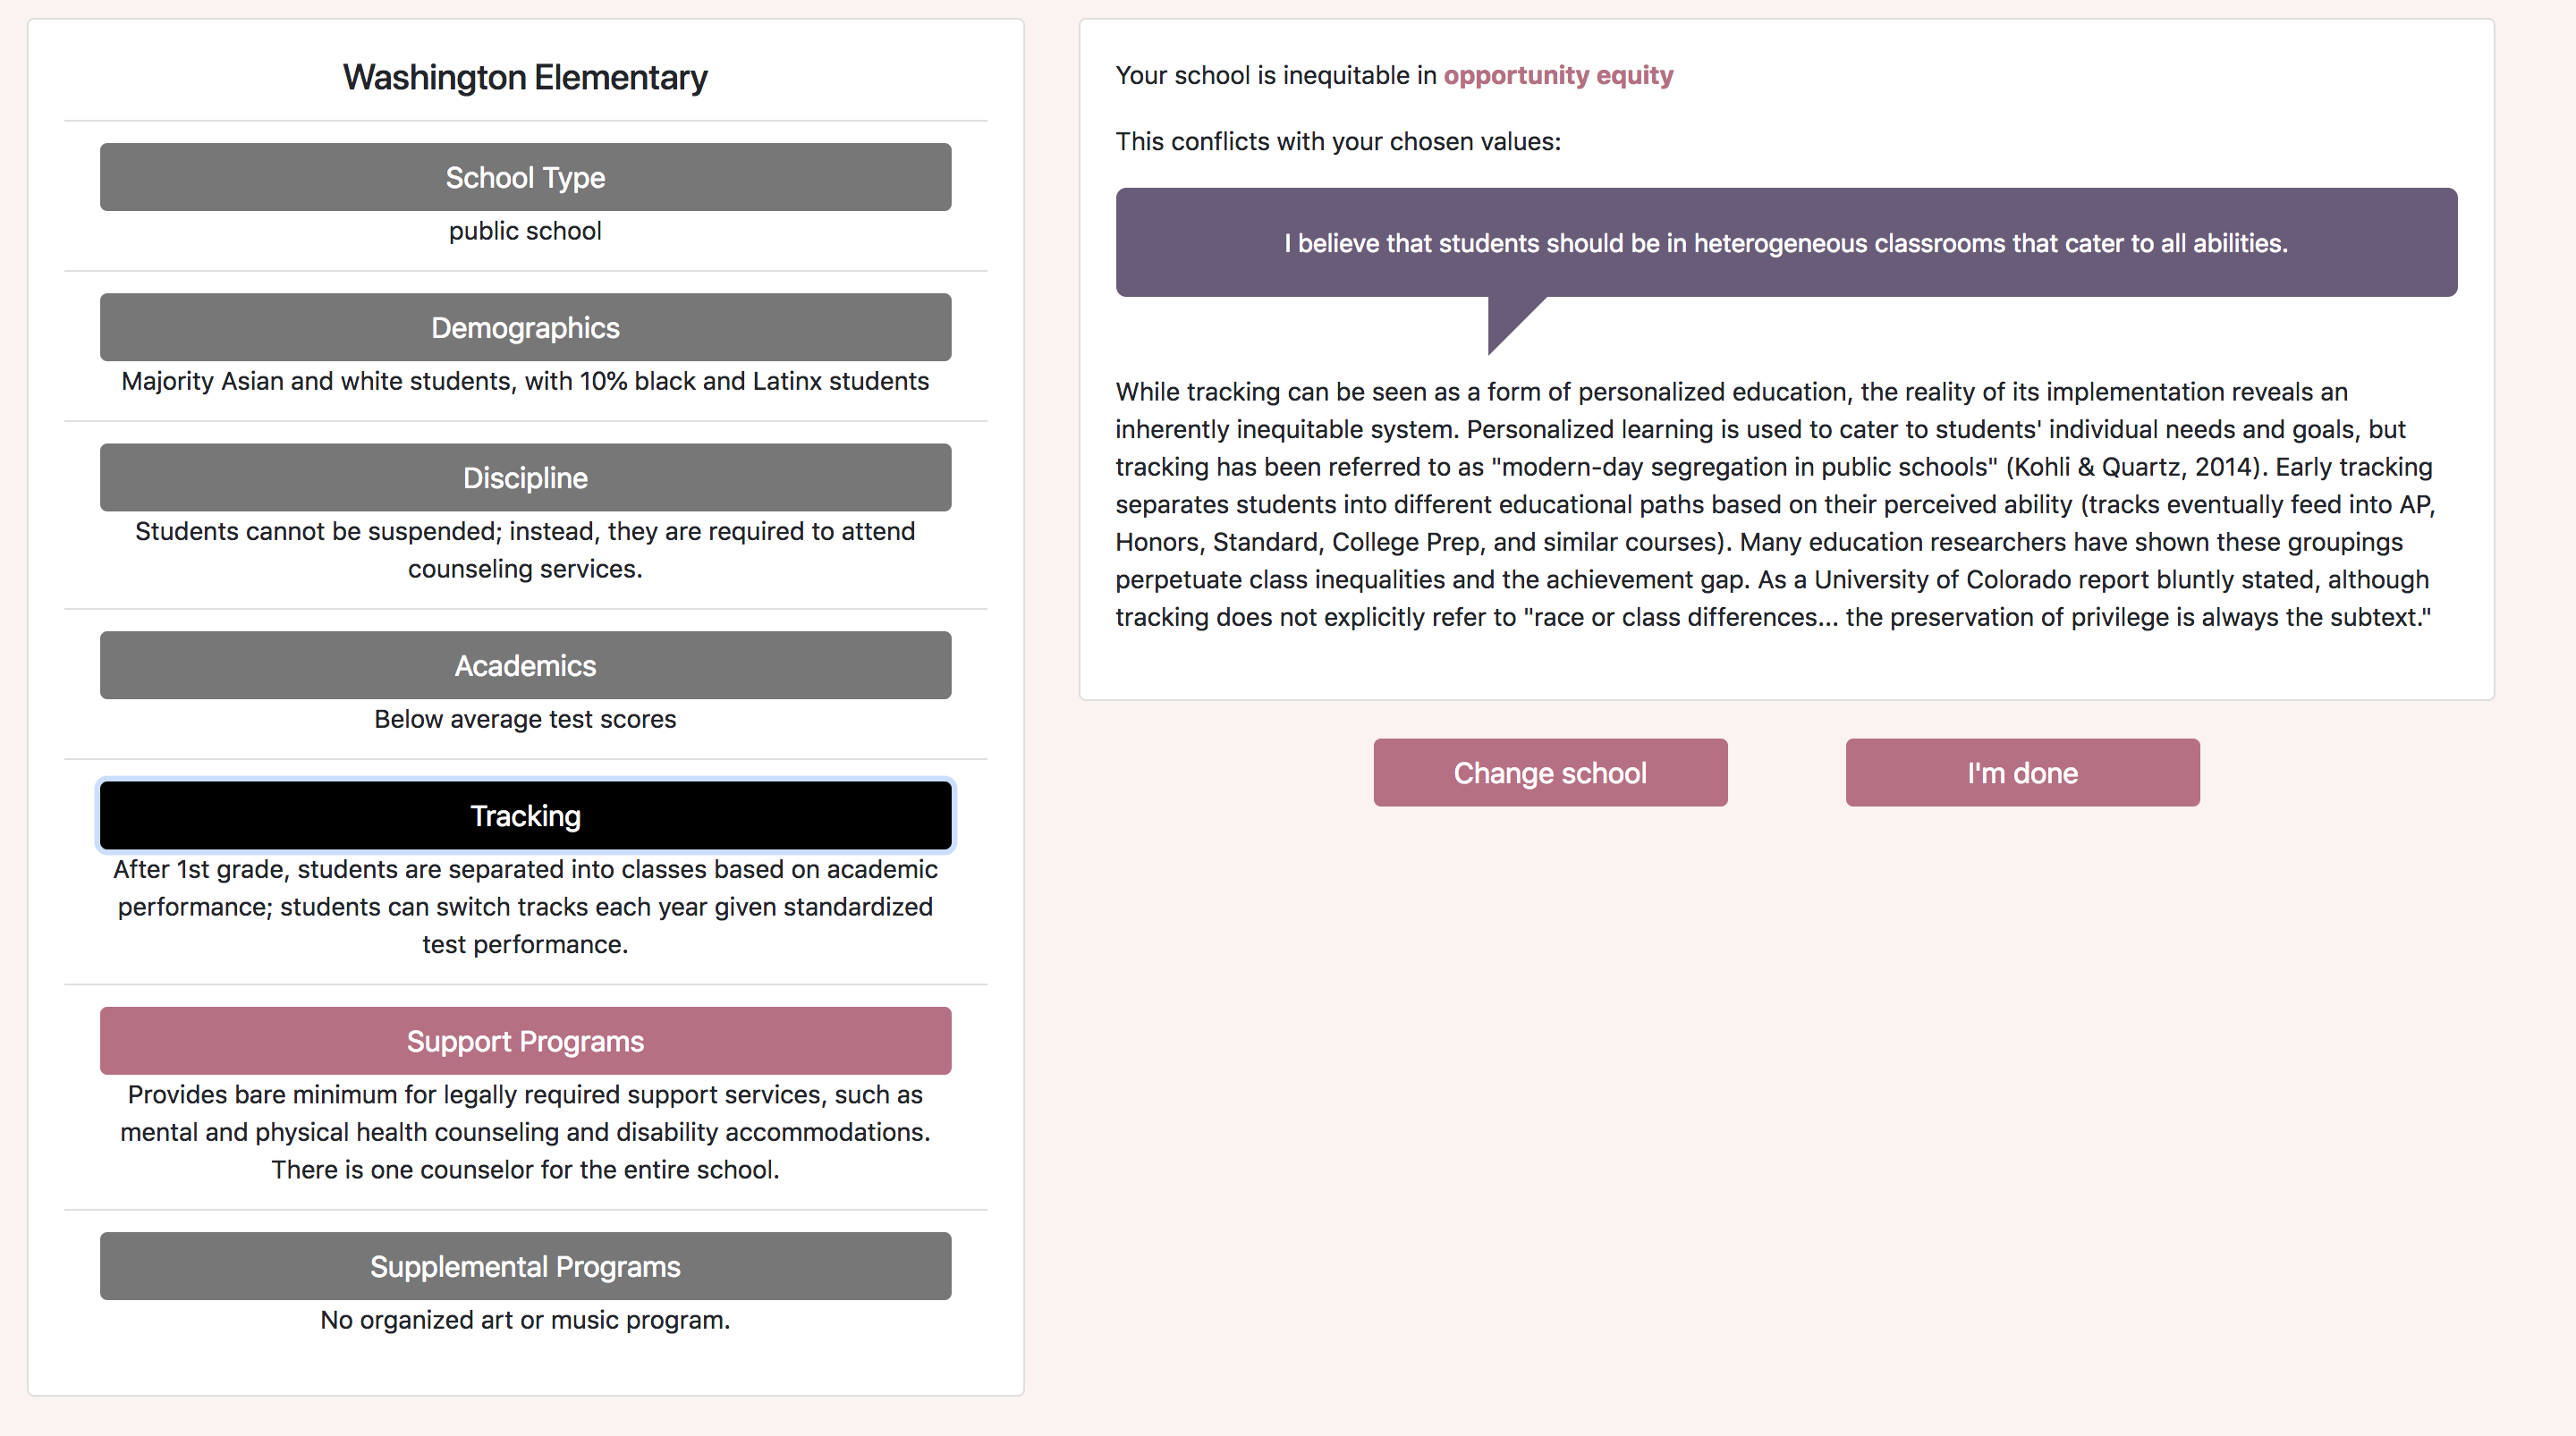 Washington Elementary
School Type
public school
Demographics
Majority Asian and white students, with 10% black and Latinx students
Discipline
Students cannot be suspended; instead, they are required to attend
counseling services.
Academics
Below average test scores
Tracking
After 1st grade, students are separated into classes based on academic
performance; students can switch tracks each year given standardized
test performance.
Support Programs
Provides bare minimum for legally required support services, such as
mental and physical health counseling and disability accommodations.
There is one counselor for the entire school.
Supplemental Programs
No organized art or music program.
Your school is inequitable in opportunity equity
This conflicts with your chosen values:
I believe that students should be in heterogeneous classrooms that cater to all abilities.
While tracking can be seen as a form of personalized education, the reality of its implementation reveals an
inherently inequitable system. Personalized learning is used to cater to students' individual needs and goals, but
tracking has been referred to as "modern-day segregation in public schools" (Kohli & Quartz, 2014). Early tracking
separates students into different educational paths based on their perceived ability (tracks eventually feed into AP,
Honors, Standard, College Prep, and similar courses). Many education researchers have shown these groupings
perpetuate class inequalities and the achievement gap. As a University of Colorado report bluntly stated, although
tracking does not explicitly refer to "race or class differences... the preservation of privilege is always the subtext."
Change school
I'm done